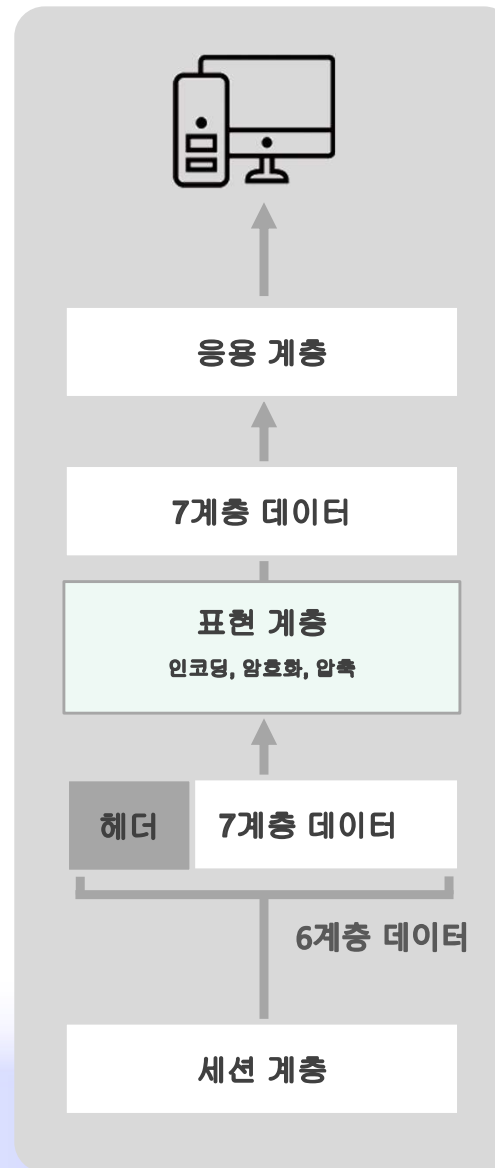 응용 계층
7계층 데이터
표현 계층
인코딩, 암호화, 압축
헤더 7계층 데이터
6계층 데이터
세션 계층